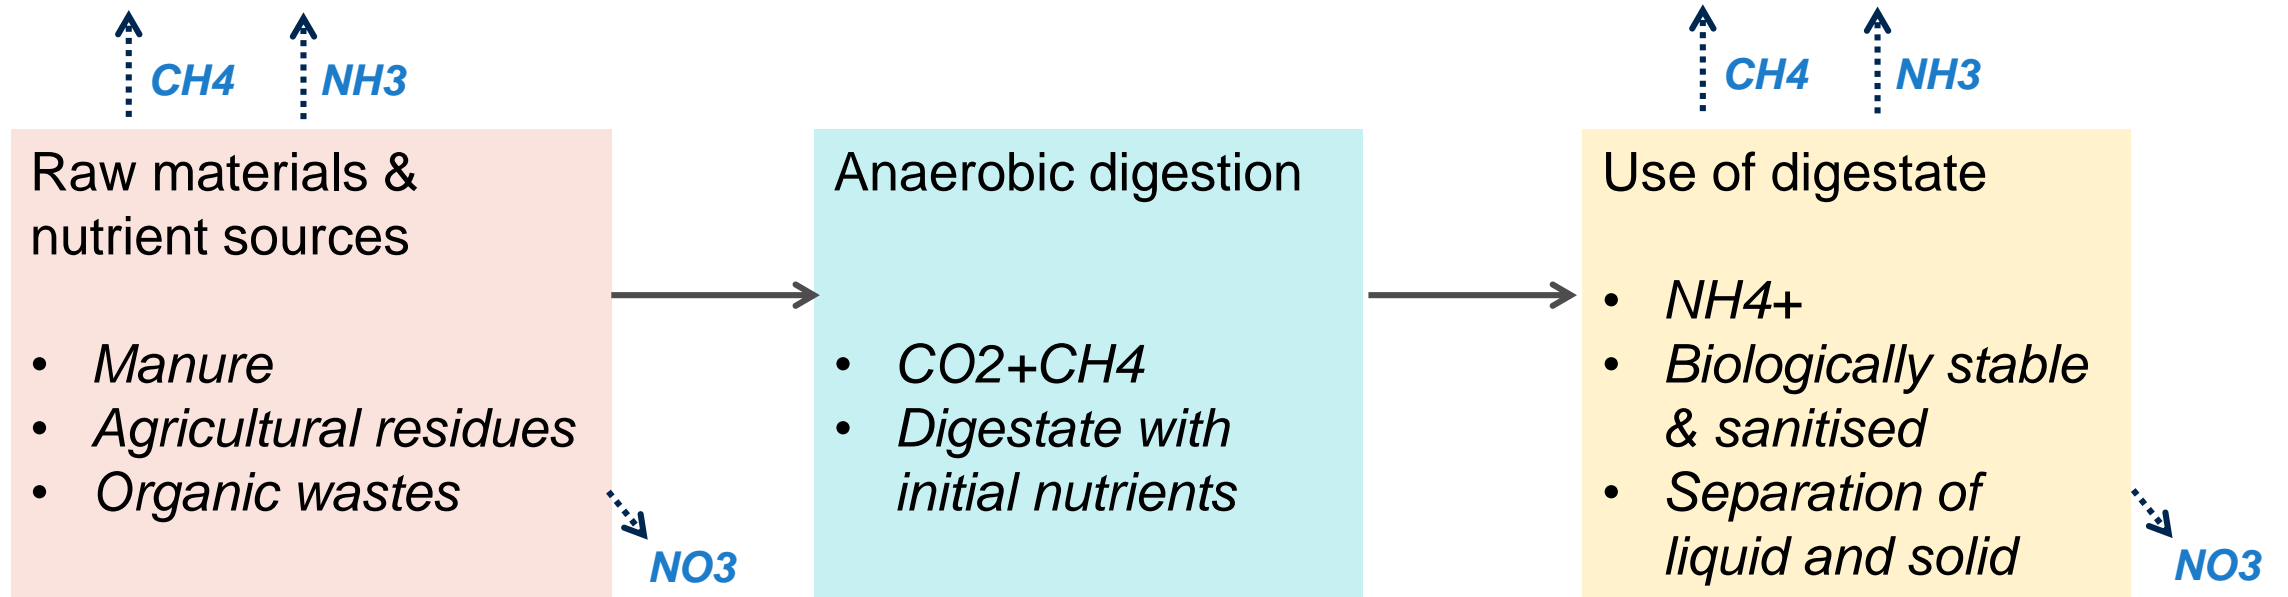 CH4
NH3
Raw materials &
nutrient sources
• Manure
• Agricultural residues
• Organic wastes
NO3
Anaerobic digestion
• CO2+CH4
• Digestate with
initial nutrients
CH4
NH3
Use of digestate
• NH4+
• Biologically stable
& sanitised
• Separation of
liquid and solid
NO3